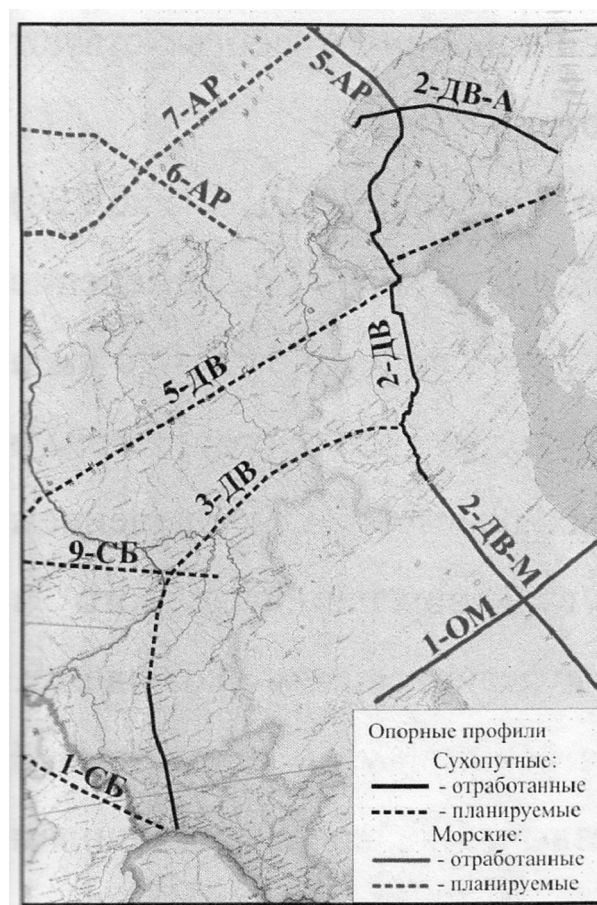 5-АР
2-ДВ-А
7-АР
6-АР
2-ДВ
5-ДВ
3-ДВ
2-ДВ-М
9-СБ
1-ОМ
1-СБ
Опорные профили
Сухопутные:
- отработанные
- планируемые
Морские:
- отработанные
- планируемые